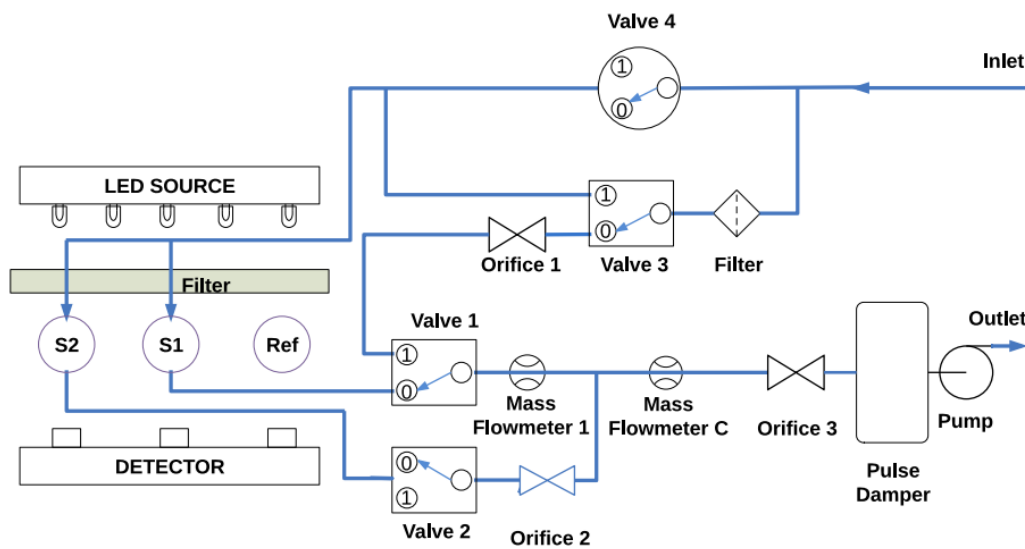 Valve 4
Inlet
1
0
LED SOURCE
1
0
Orifice 1
Valve 3
Filter
Filter
S2
S1
Ref
Valve 1
Outlet
1
0
Mass
Flowmeter 1
Mass
Flowmeter C
Orifice 3
Pump
DETECTOR
0
1
Pulse
Damper
Valve 2
Orifice 2